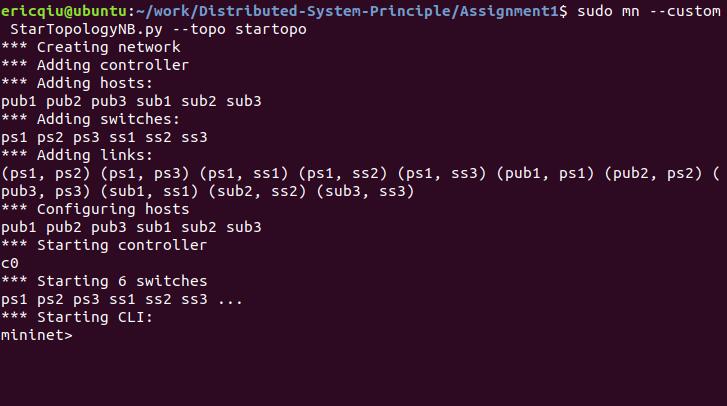 ericqiu@ubuntu:~/work/Distributed-System-Principle/Assignment1$ sudo mn --custom
 StarTopologyNB.py --topo startopo
*** Creating network
*** Adding controller
*** Adding hosts:
pub1 pub2 pub3 sub1 sub2 sub3
*** Adding switches:
ps1 ps2 ps3 ss1 ss2 ss3
*** Adding links:
(ps1, ps2) (ps1, ps3) (ps1, ss1) (ps1, ss2) (ps1, ss3) (pub1, ps1) (pub2, ps2) (
pub3, ps3) (sub1, ss1) (sub2, ss2) (sub3, ss3)
*** Configuring hosts
pub1 pub2 pub3 sub1 sub2 sub3
*** Starting controller
c0
*** Starting 6 switches
ps1 ps2 ps3 ss1 ss2 ss3 ...
*** Starting CLI:
mininet>